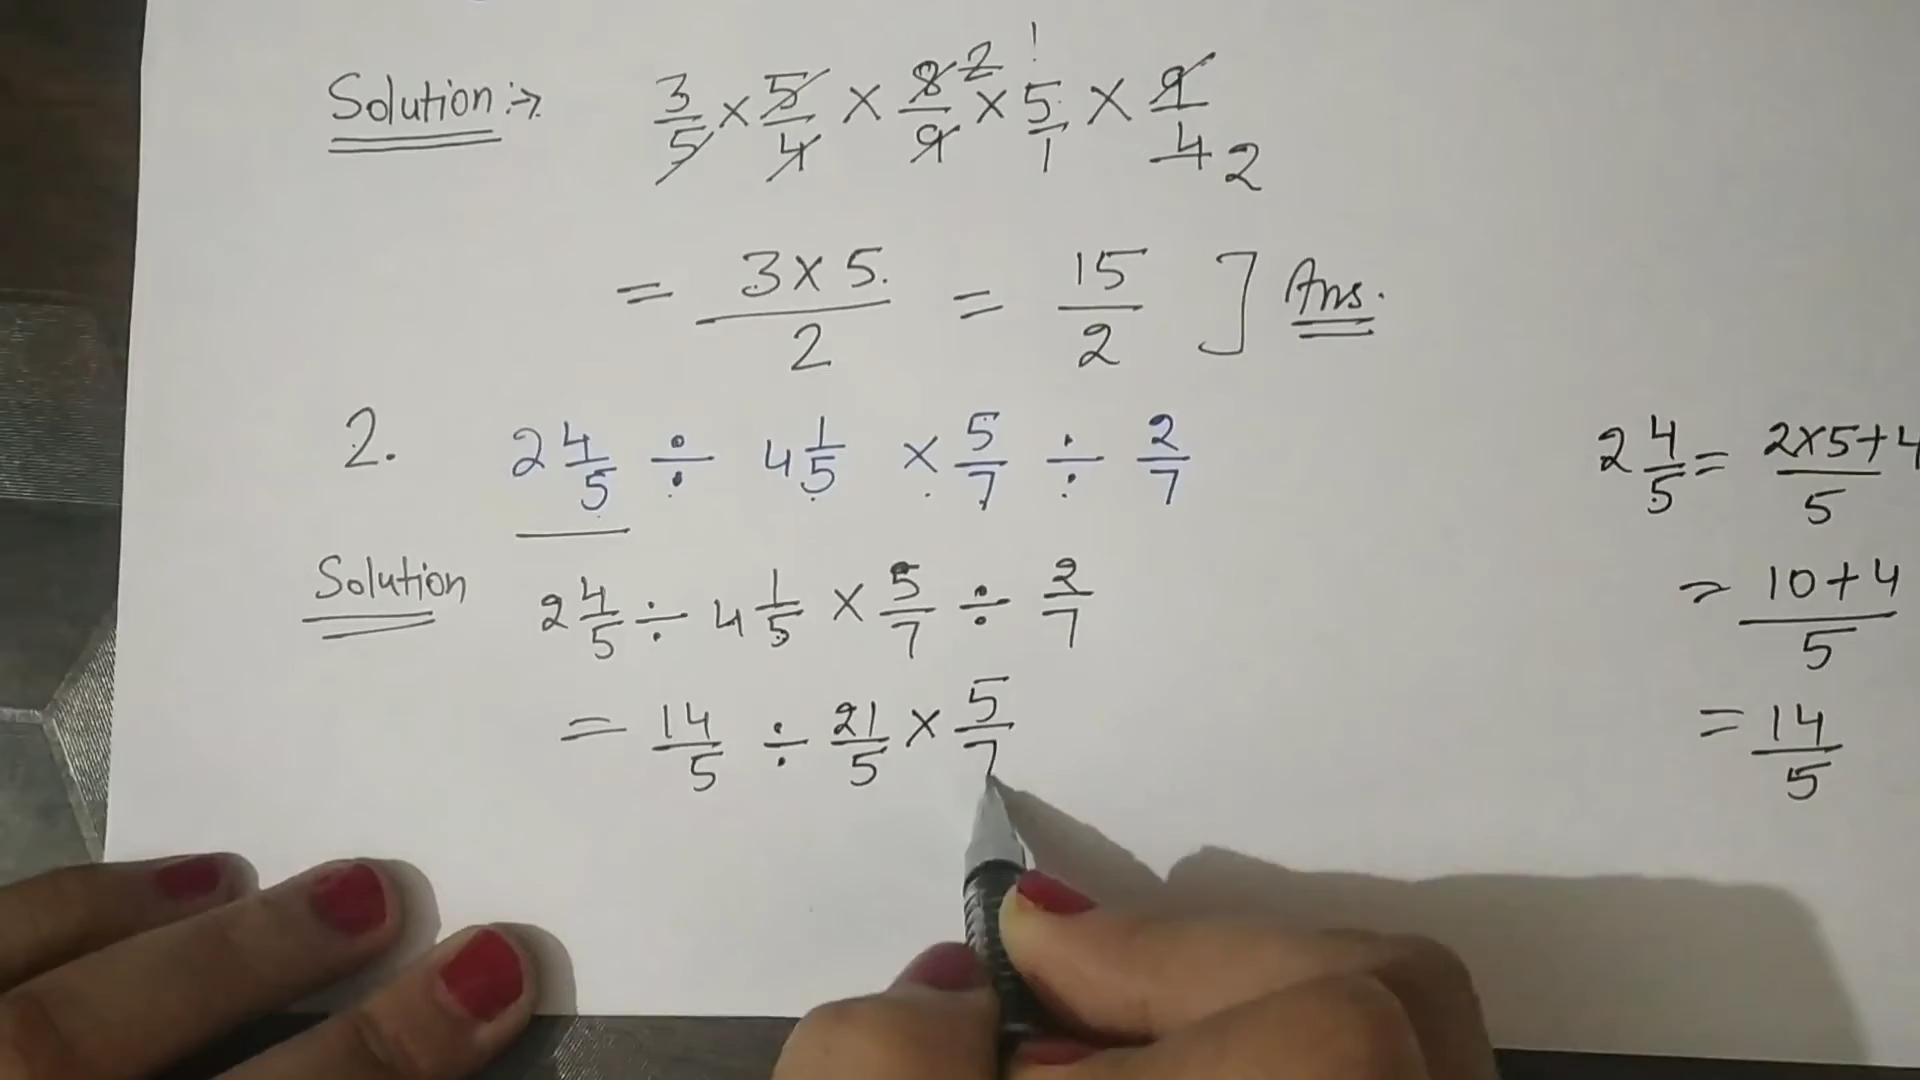 Solution :→ 3/5 × 5/4 × 8/9 2 × 5/1 1 × 9/4 2
= 3×5. / 2 = 15/2 ] Ans.
2. 2 4/5 ÷ 4 1/5 × 5/7 ÷ 2/7
Solution 2 4/5 ÷ 4 1/5 × 5/7 ÷ 2/7
= 14/5 ÷ 21/5 × 5/7
2 4/5 = 2×5+4 / 5
= 10+4 / 5
= 14/5